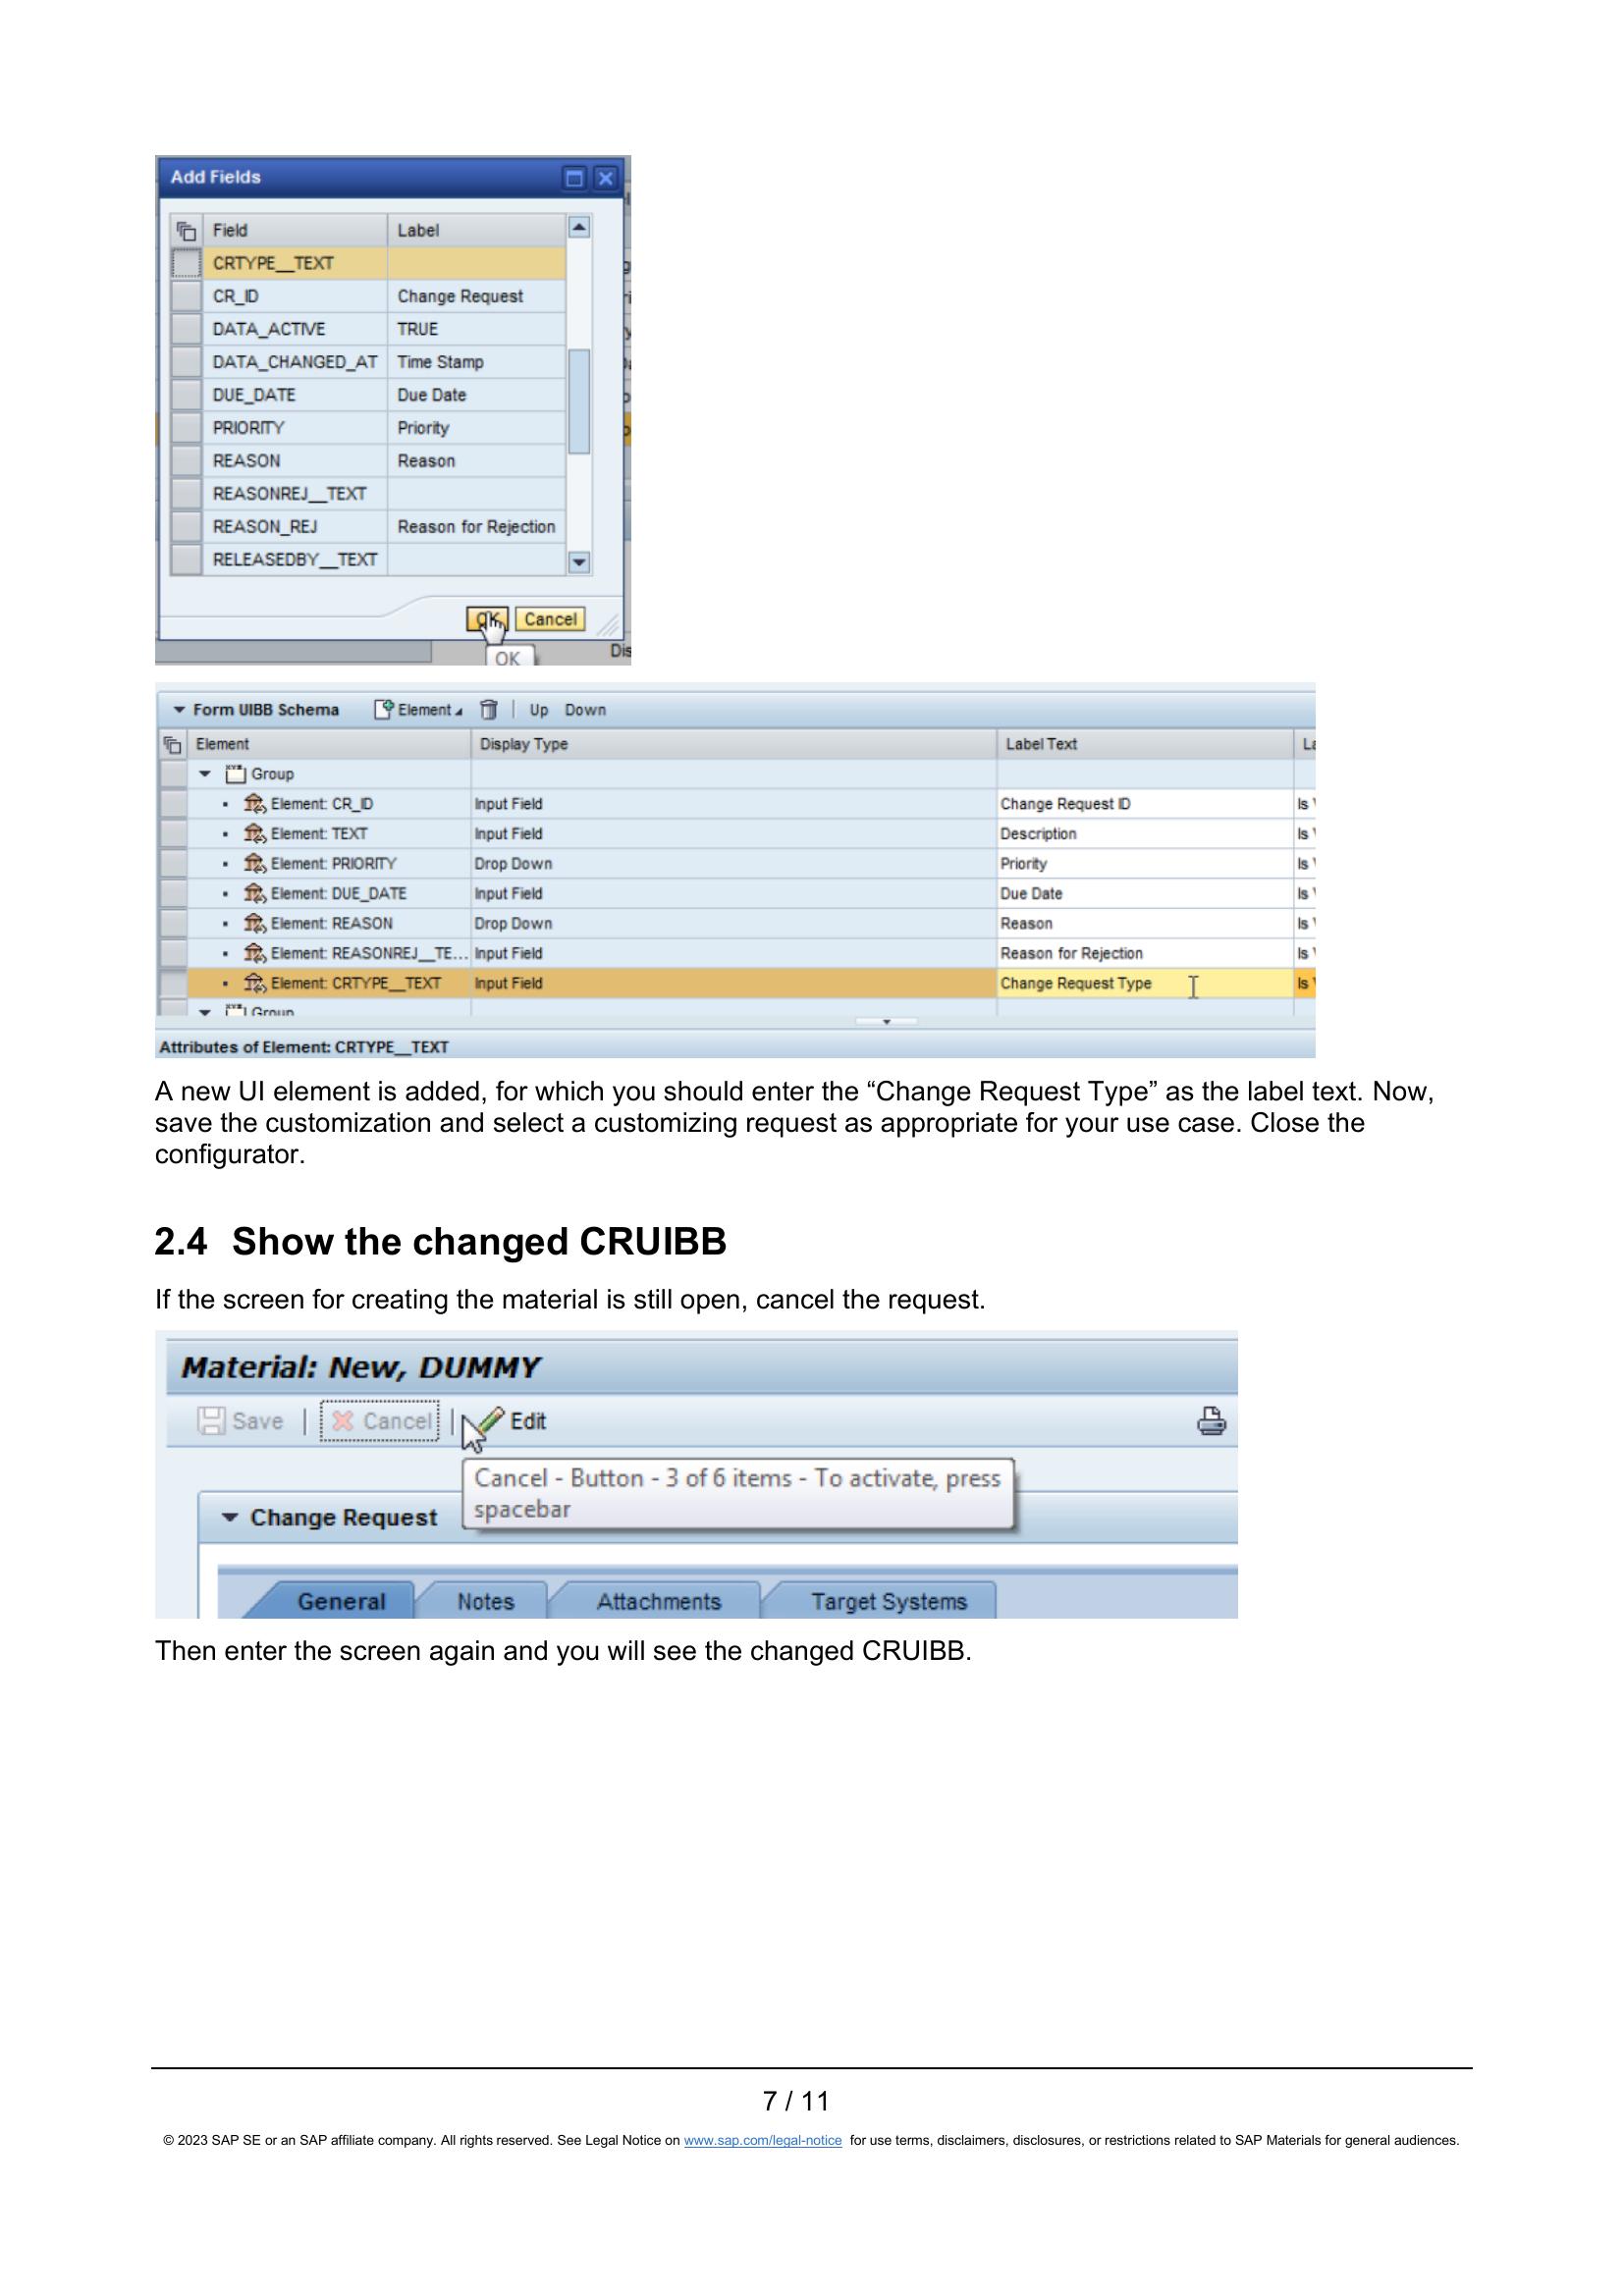 Add Fields
Field Label
CRTYPE__TEXT
CR_ID Change Request
DATA_ACTIVE TRUE
DATA_CHANGED_AT Time Stamp
DUE_DATE Due Date
PRIORITY Priority
REASON Reason
REASONREJ__TEXT
REASON_REJ Reason for Rejection
RELEASEDBY__TEXT
OK Cancel
OK
Dis
Form UIBB Schema Element Up Down
Element Display Type Label Text La
Group
Element: CR_ID Input Field Change Request ID Is
Element: TEXT Input Field Description Is
Element: PRIORITY Drop Down Priority Is
Element: DUE_DATE Input Field Due Date Is
Element: REASON Drop Down Reason Is
Element: REASONREJ__TE... Input Field Reason for Rejection Is
Element: CRTYPE__TEXT Input Field Change Request Type Is
Group
Attributes of Element: CRTYPE__TEXT
A new UI element is added, for which you should enter the “Change Request Type” as the label text. Now,
save the customization and select a customizing request as appropriate for your use case. Close the
configurator.
2.4 Show the changed CRUIBB
If the screen for creating the material is still open, cancel the request.
Material: New, DUMMY
Save | Cancel | Edit
Cancel - Button - 3 of 6 items - To activate, press
spacebar
Change Request
General Notes Attachments Target Systems
Then enter the screen again and you will see the changed CRUIBB.
7 / 11
© 2023 SAP SE or an SAP affiliate company. All rights reserved. See Legal Notice on www.sap.com/legal-notice for use terms, disclaimers, disclosures, or restrictions related to SAP Materials for general audiences.